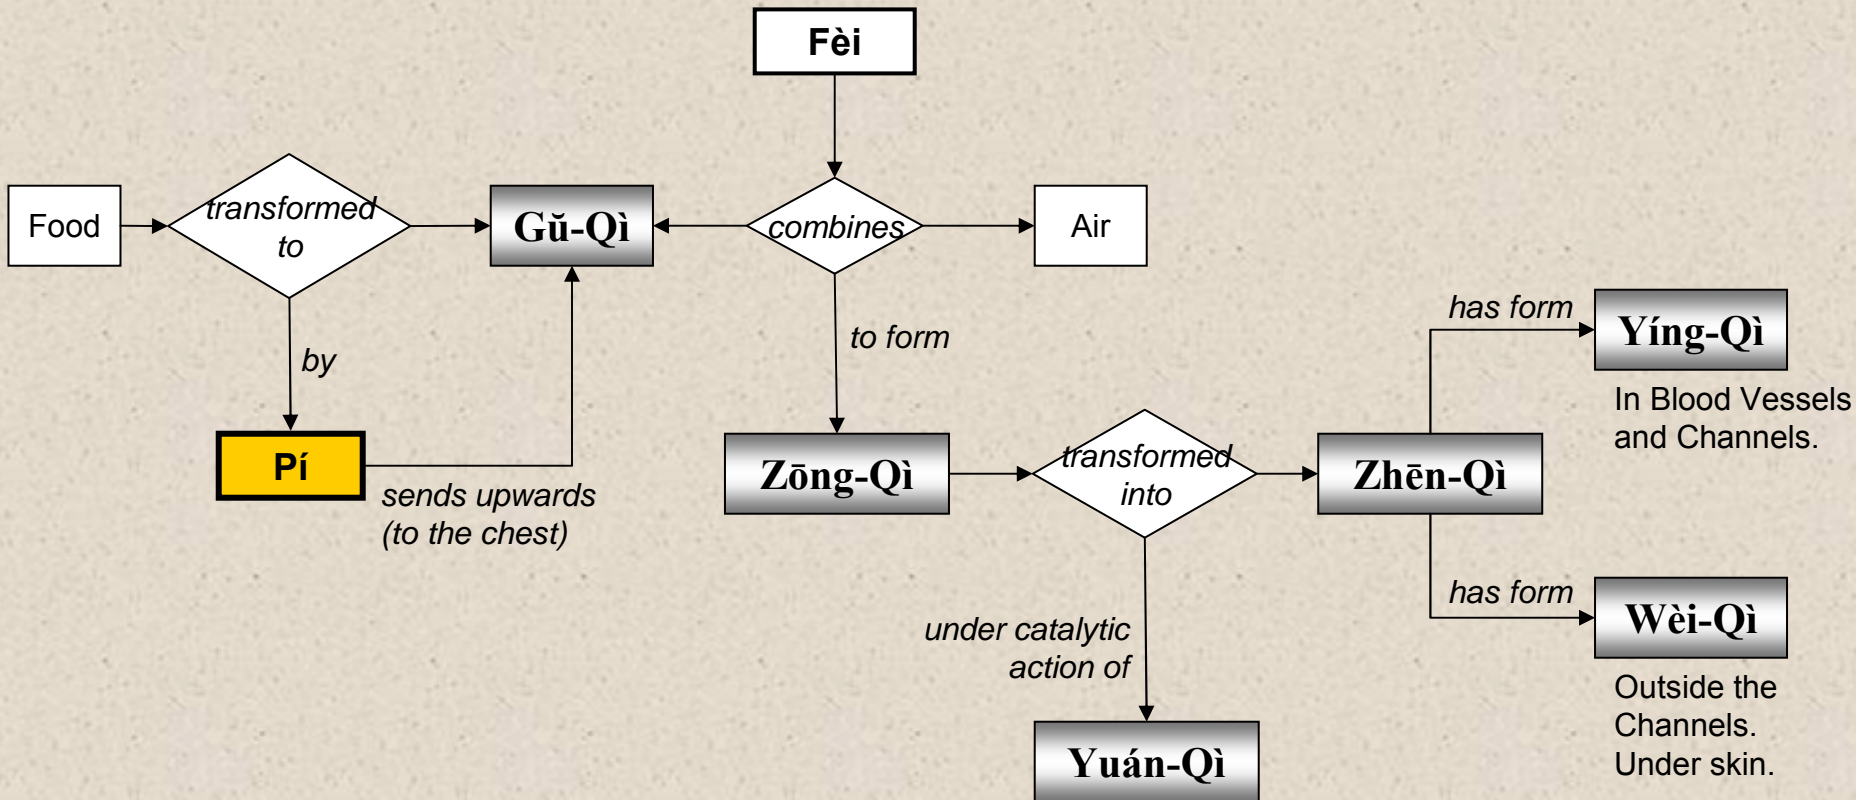 Fèi
Food
transformed
to
Gŭ-Qì
combines
Air
by
to form
Pí
sends upwards
(to the chest)
Zōng-Qì
transformed
into
Zhēn-Qì
has form
Yíng-Qì
In Blood Vessels
and Channels.
has form
Wèi-Qì
Outside the
Channels.
Under skin.
under catalytic
action of
Yuán-Qì